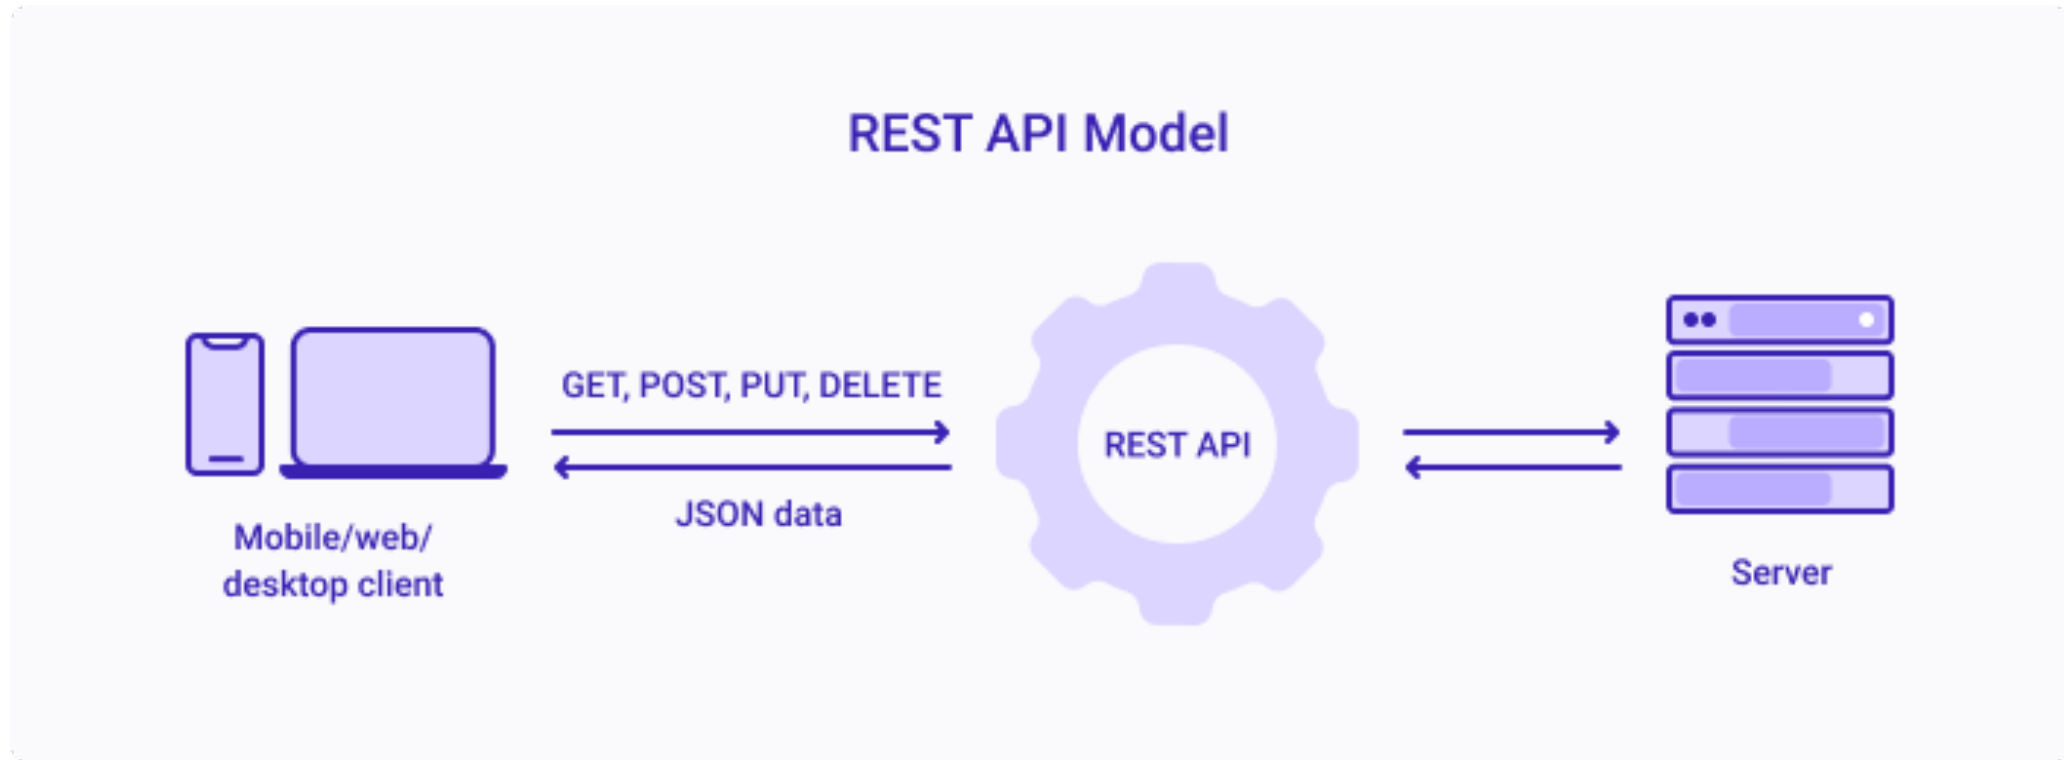 REST API Model
GET, POST, PUT, DELETE
REST API
JSON data
Mobile/web/
desktop client
Server